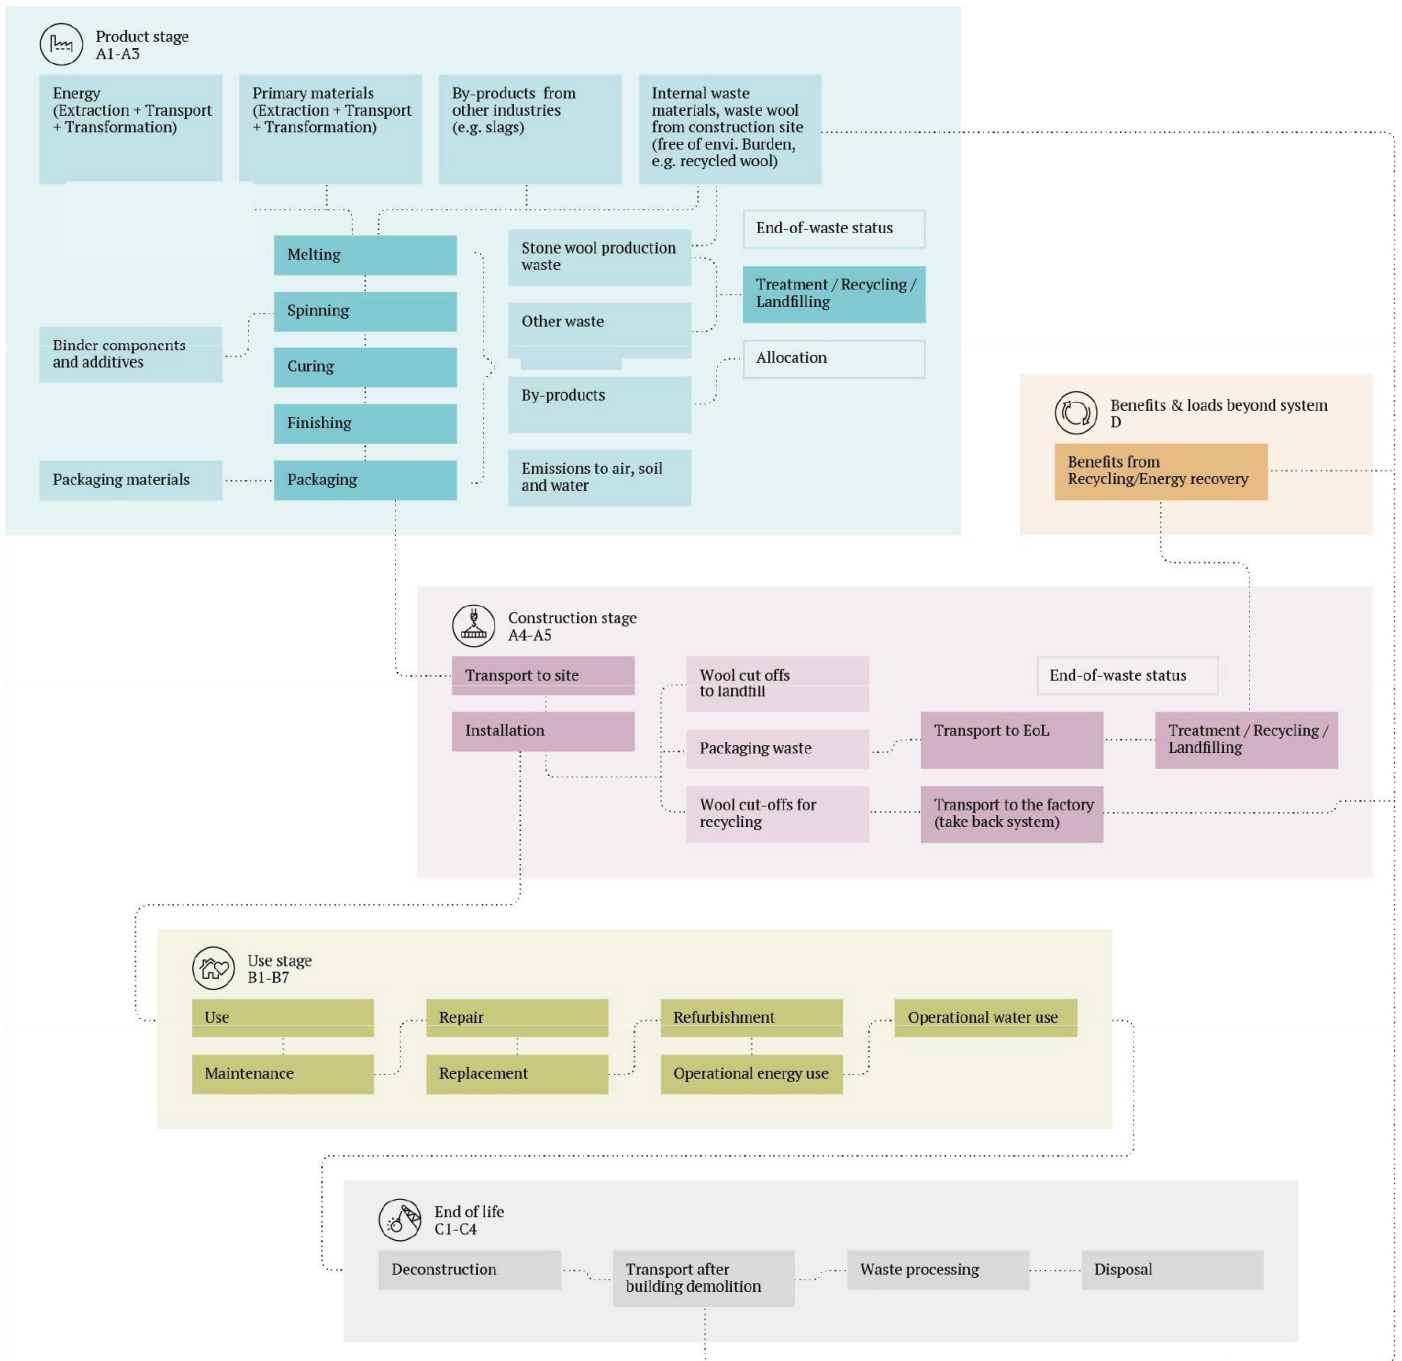 Product stage
A1-A3
Energy
(Extraction + Transport
+ Transformation)
Primary materials
(Extraction + Transport
+ Transformation)
By-products from
other industries
(e.g. slags)
Internal waste
materials, waste wool
from construction site
(free of envi. Burden,
e.g. recycled wool)
Melting
Spinning
Curing
Finishing
Packaging
Binder components
and additives
Packaging materials
Stone wool production
waste
Other waste
By-products
Emissions to air, soil
and water
End-of-waste status
Treatment / Recycling /
Landfilling
Allocation
Benefits & loads beyond system
D
Benefits from
Recycling/Energy recovery
Construction stage
A4-A5
Transport to site
Installation
Wool cut offs
to landfill
Packaging waste
Wool cut-offs for
recycling
End-of-waste status
Transport to EoL
Treatment / Recycling /
Landfilling
Transport to the factory
(take back system)
Use stage
B1-B7
Use
Maintenance
Repair
Replacement
Refurbishment
Operational energy use
Operational water use
End of life
C1-C4
Deconstruction
Transport after
building demolition
Waste processing
Disposal